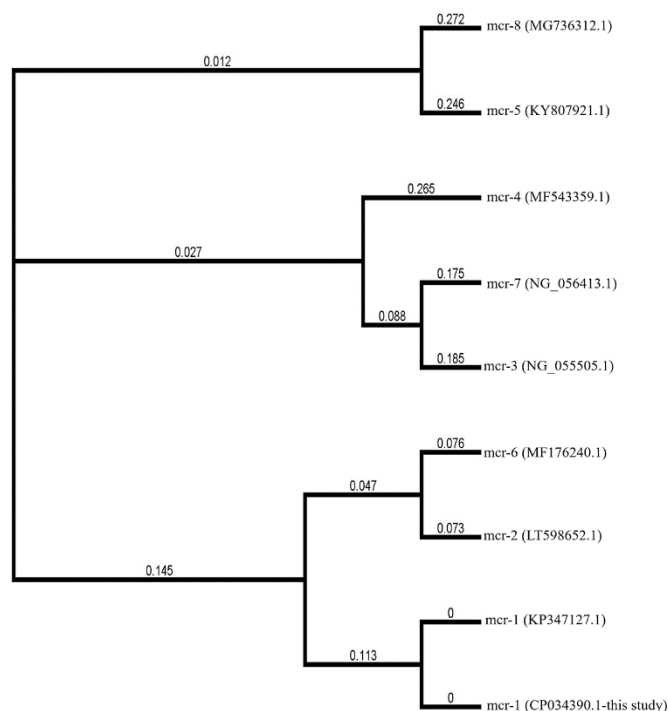 0.272
mcr-8 (MG736312.1)
0.012
0.246
mcr-5 (KY807921.1)
0.265
mcr-4 (MF543359.1)
0.027
0.175
mcr-7 (NG_056413.1)
0.088
0.185
mcr-3 (NG_055505.1)
0.076
mcr-6 (MF176240.1)
0.047
0.073
mcr-2 (LT598652.1)
0.145
0
mcr-1 (KP347127.1)
0.113
0
mcr-1 (CP034390.1-this study)